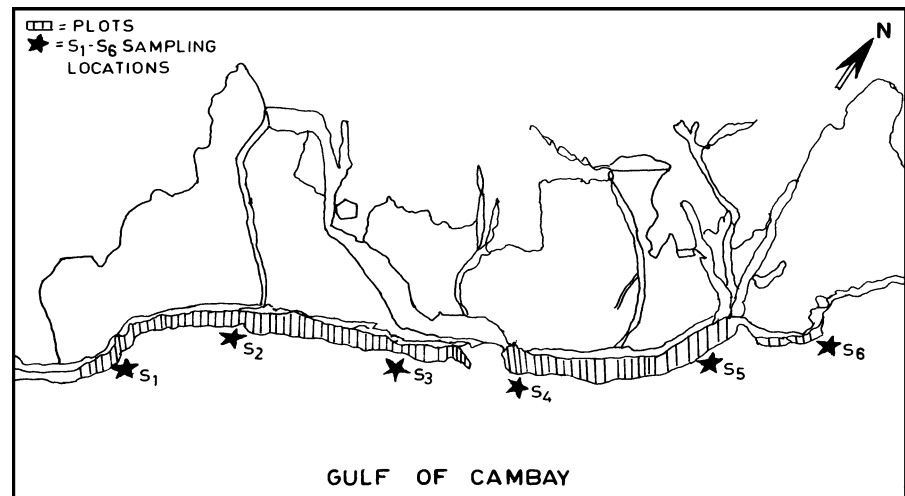 = PLOTS
= S1-S6 SAMPLING
LOCATIONS
N
S1
S2
S3
S4
S5
S6
GULF OF CAMBAY